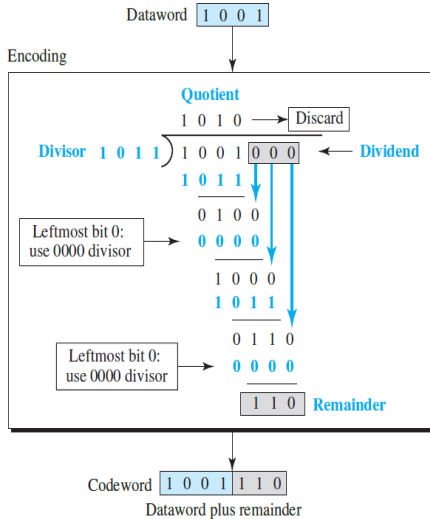 Dataword 1 0 0 1
Encoding
Quotient
1 0 1 0 Discard
Divisor 1 0 1 1 1 0 0 1 0 0 0 Dividend
1 0 1 1
0 1 0 0
Leftmost bit 0:
use 0000 divisor
0 0 0 0
1 0 0 0
1 0 1 1
0 1 1 0
Leftmost bit 0:
use 0000 divisor
0 0 0 0
1 1 0 Remainder
Codeword 1 0 0 1 1 1 0
Dataword plus remainder